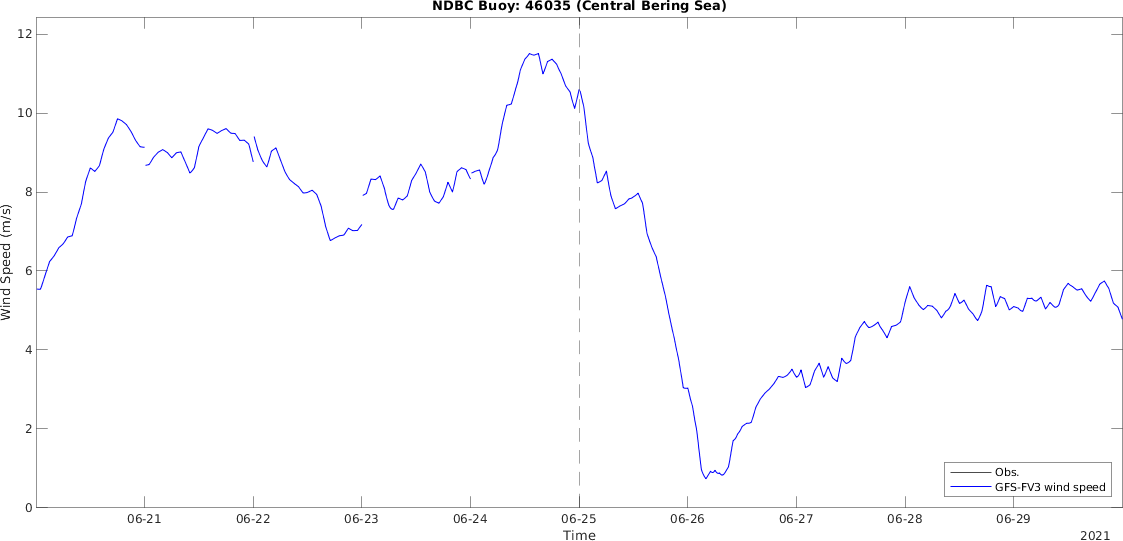 NDBC Buoy: 46035 (Central Bering Sea)
12
10
8
6
4
2
0
Wind Speed (m/s)
06-21 06-22 06-23 06-24 06-25 06-26 06-27 06-28 06-29
Time
2021
Obs.
GFS-FV3 wind speed